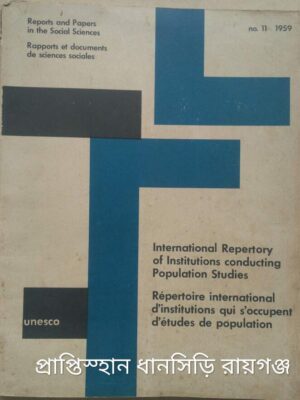 Reports and Papers
in the Social Sciences
no. 11 1959
Rapports et documents
de sciences sociales
International Repertory
of Institutions conducting
Population Studies
Répertoire international
d'institutions qui s'occupent
d'études de population
unesco
প্রাপ্তিস্হান ধানসিড়ি রায়গঞ্জ